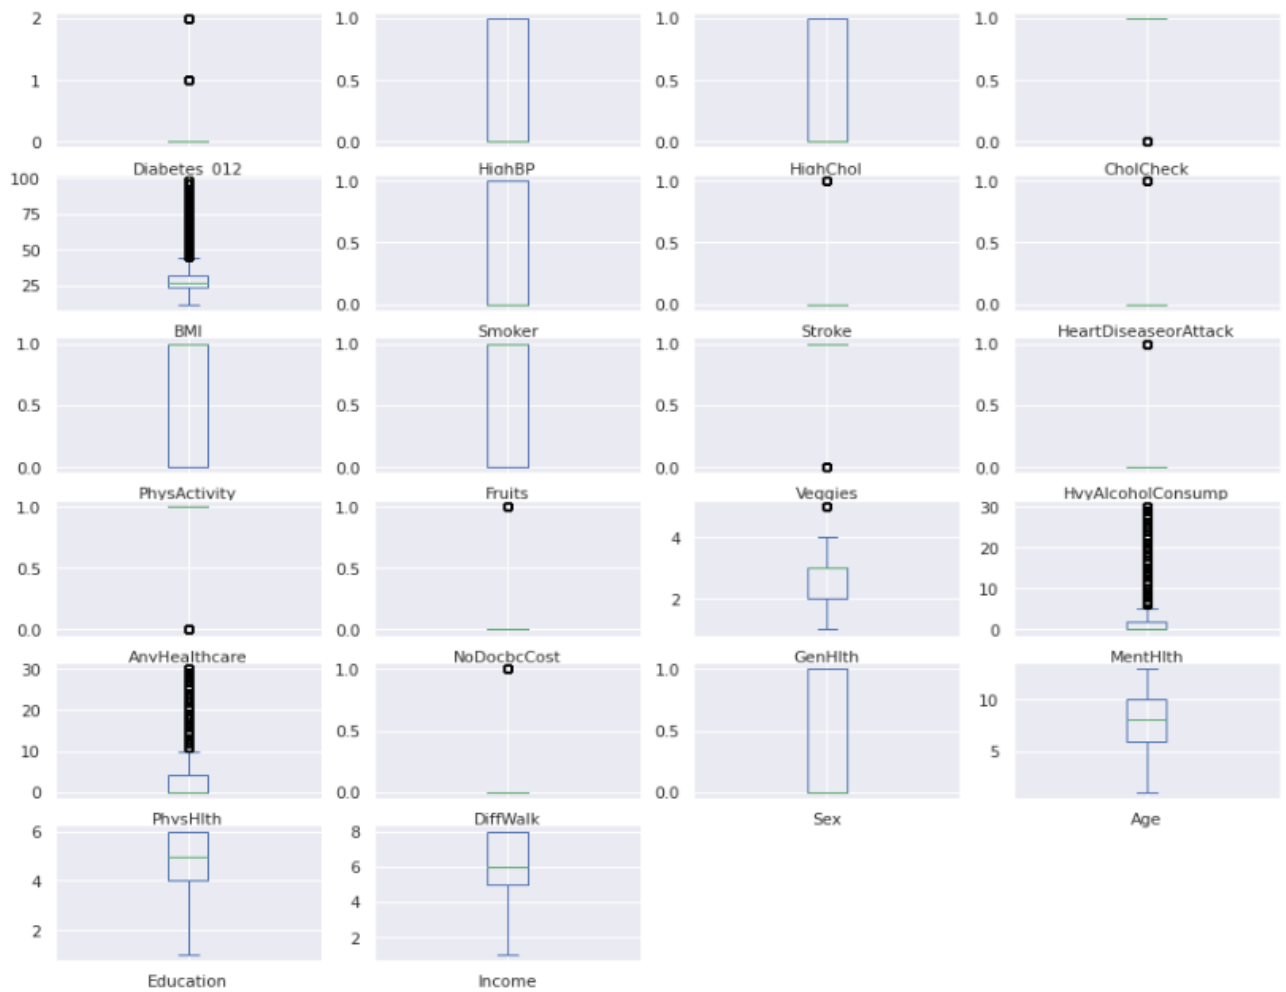 2 1.0 1.0 1.0
1 0.5 0.5 0.5
0 0.0 0.0 0.0
Diabetes_012 HighBP HighChol CholCheck
100 1.0 1.0 1.0
75
50 0.5 0.5 0.5
25
0.0 0.0 0.0
BMI Smoker Stroke HeartDiseaseorAttack
1.0 1.0 1.0 1.0
0.5 0.5 0.5 0.5
0.0 0.0 0.0 0.0
PhysActivity Fruits Veggies HvyAlcoholConsump
1.0 1.0 30
4 20
0.5 0.5
2 10
0.0 0.0 0
AnyHealthcare NoDocbcCost GenHlth MentHlth
30 1.0 1.0
20 10
0.5 0.5
10 5
0 0.0 0.0
PhysHlth DiffWalk Sex Age
6 8
6
4 4
2 2
Education Income